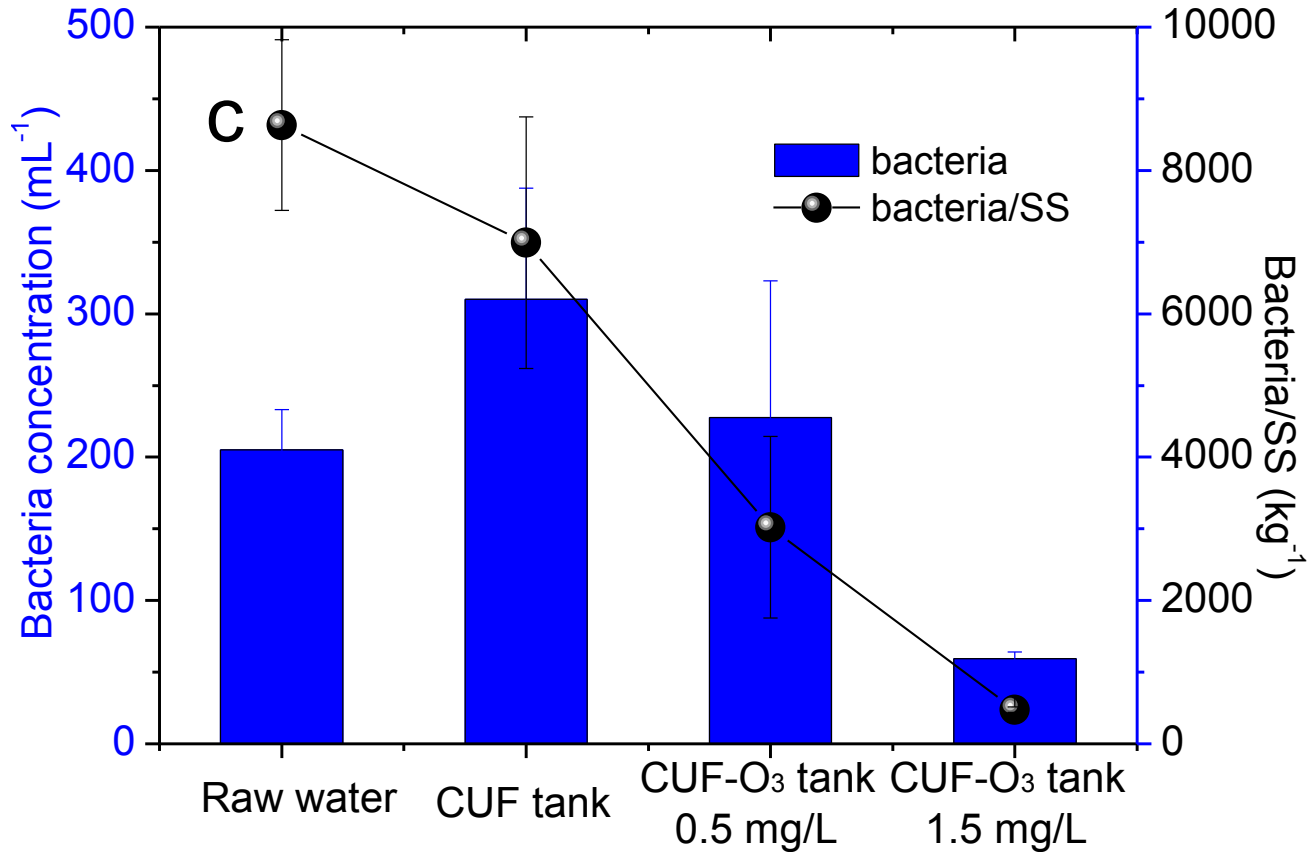 500
400
300
200
100
0
Bacteria concentration (mL⁻¹)
c
bacteria
bacteria/SS
10000
8000
6000
4000
2000
0
Bacteria/SS (kg⁻¹)
Raw water
CUF tank
CUF-O₃ tank
0.5 mg/L
CUF-O₃ tank
1.5 mg/L